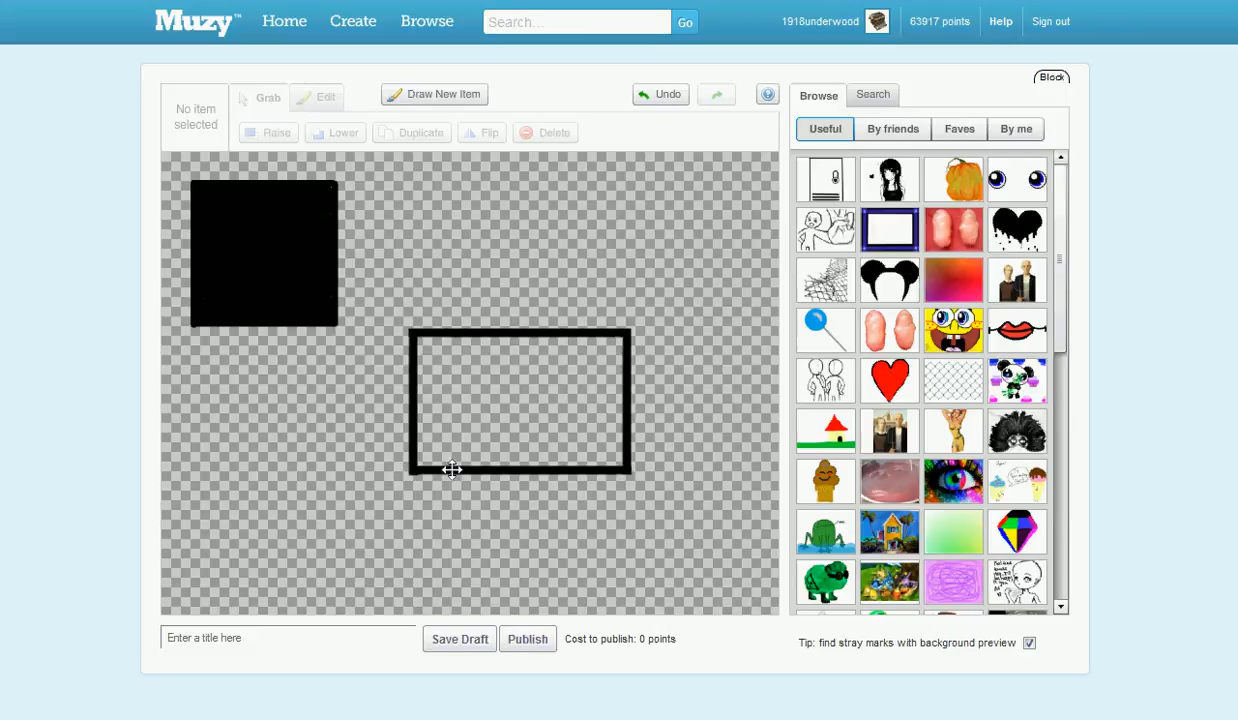 Muzy™ Home Create Browse Search... Go 1918underwood 63917 points Help Sign out
Block
No item selected
Grab Edit Draw New Item Undo
Raise Lower Duplicate Flip Delete
Browse Search
Useful By friends Faves By me
Enter a title here Save Draft Publish Cost to publish: 0 points
Tip: find stray marks with background preview